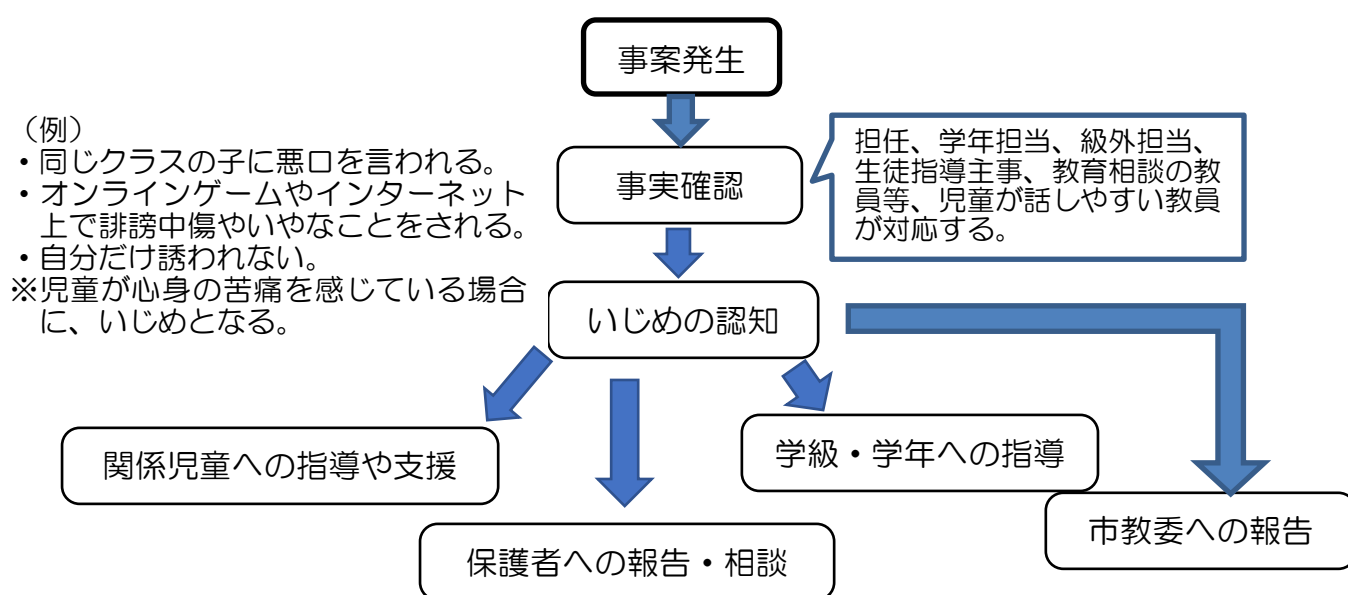 事案発生
(例)
・同じクラスの子に悪口を言われる。
・オンラインゲームやインターネット
上で誹謗中傷やいやなことをされる。
・自分だけ誘われない。
※児童が心身の苦痛を感じている場合
に、いじめとなる。
事実確認
担任、学年担当、級外担当、
生徒指導主事、教育相談の教
員等、児童が話しやすい教員
が対応する。
いじめの認知
関係児童への指導や支援
保護者への報告・相談
学級・学年への指導
市教委への報告